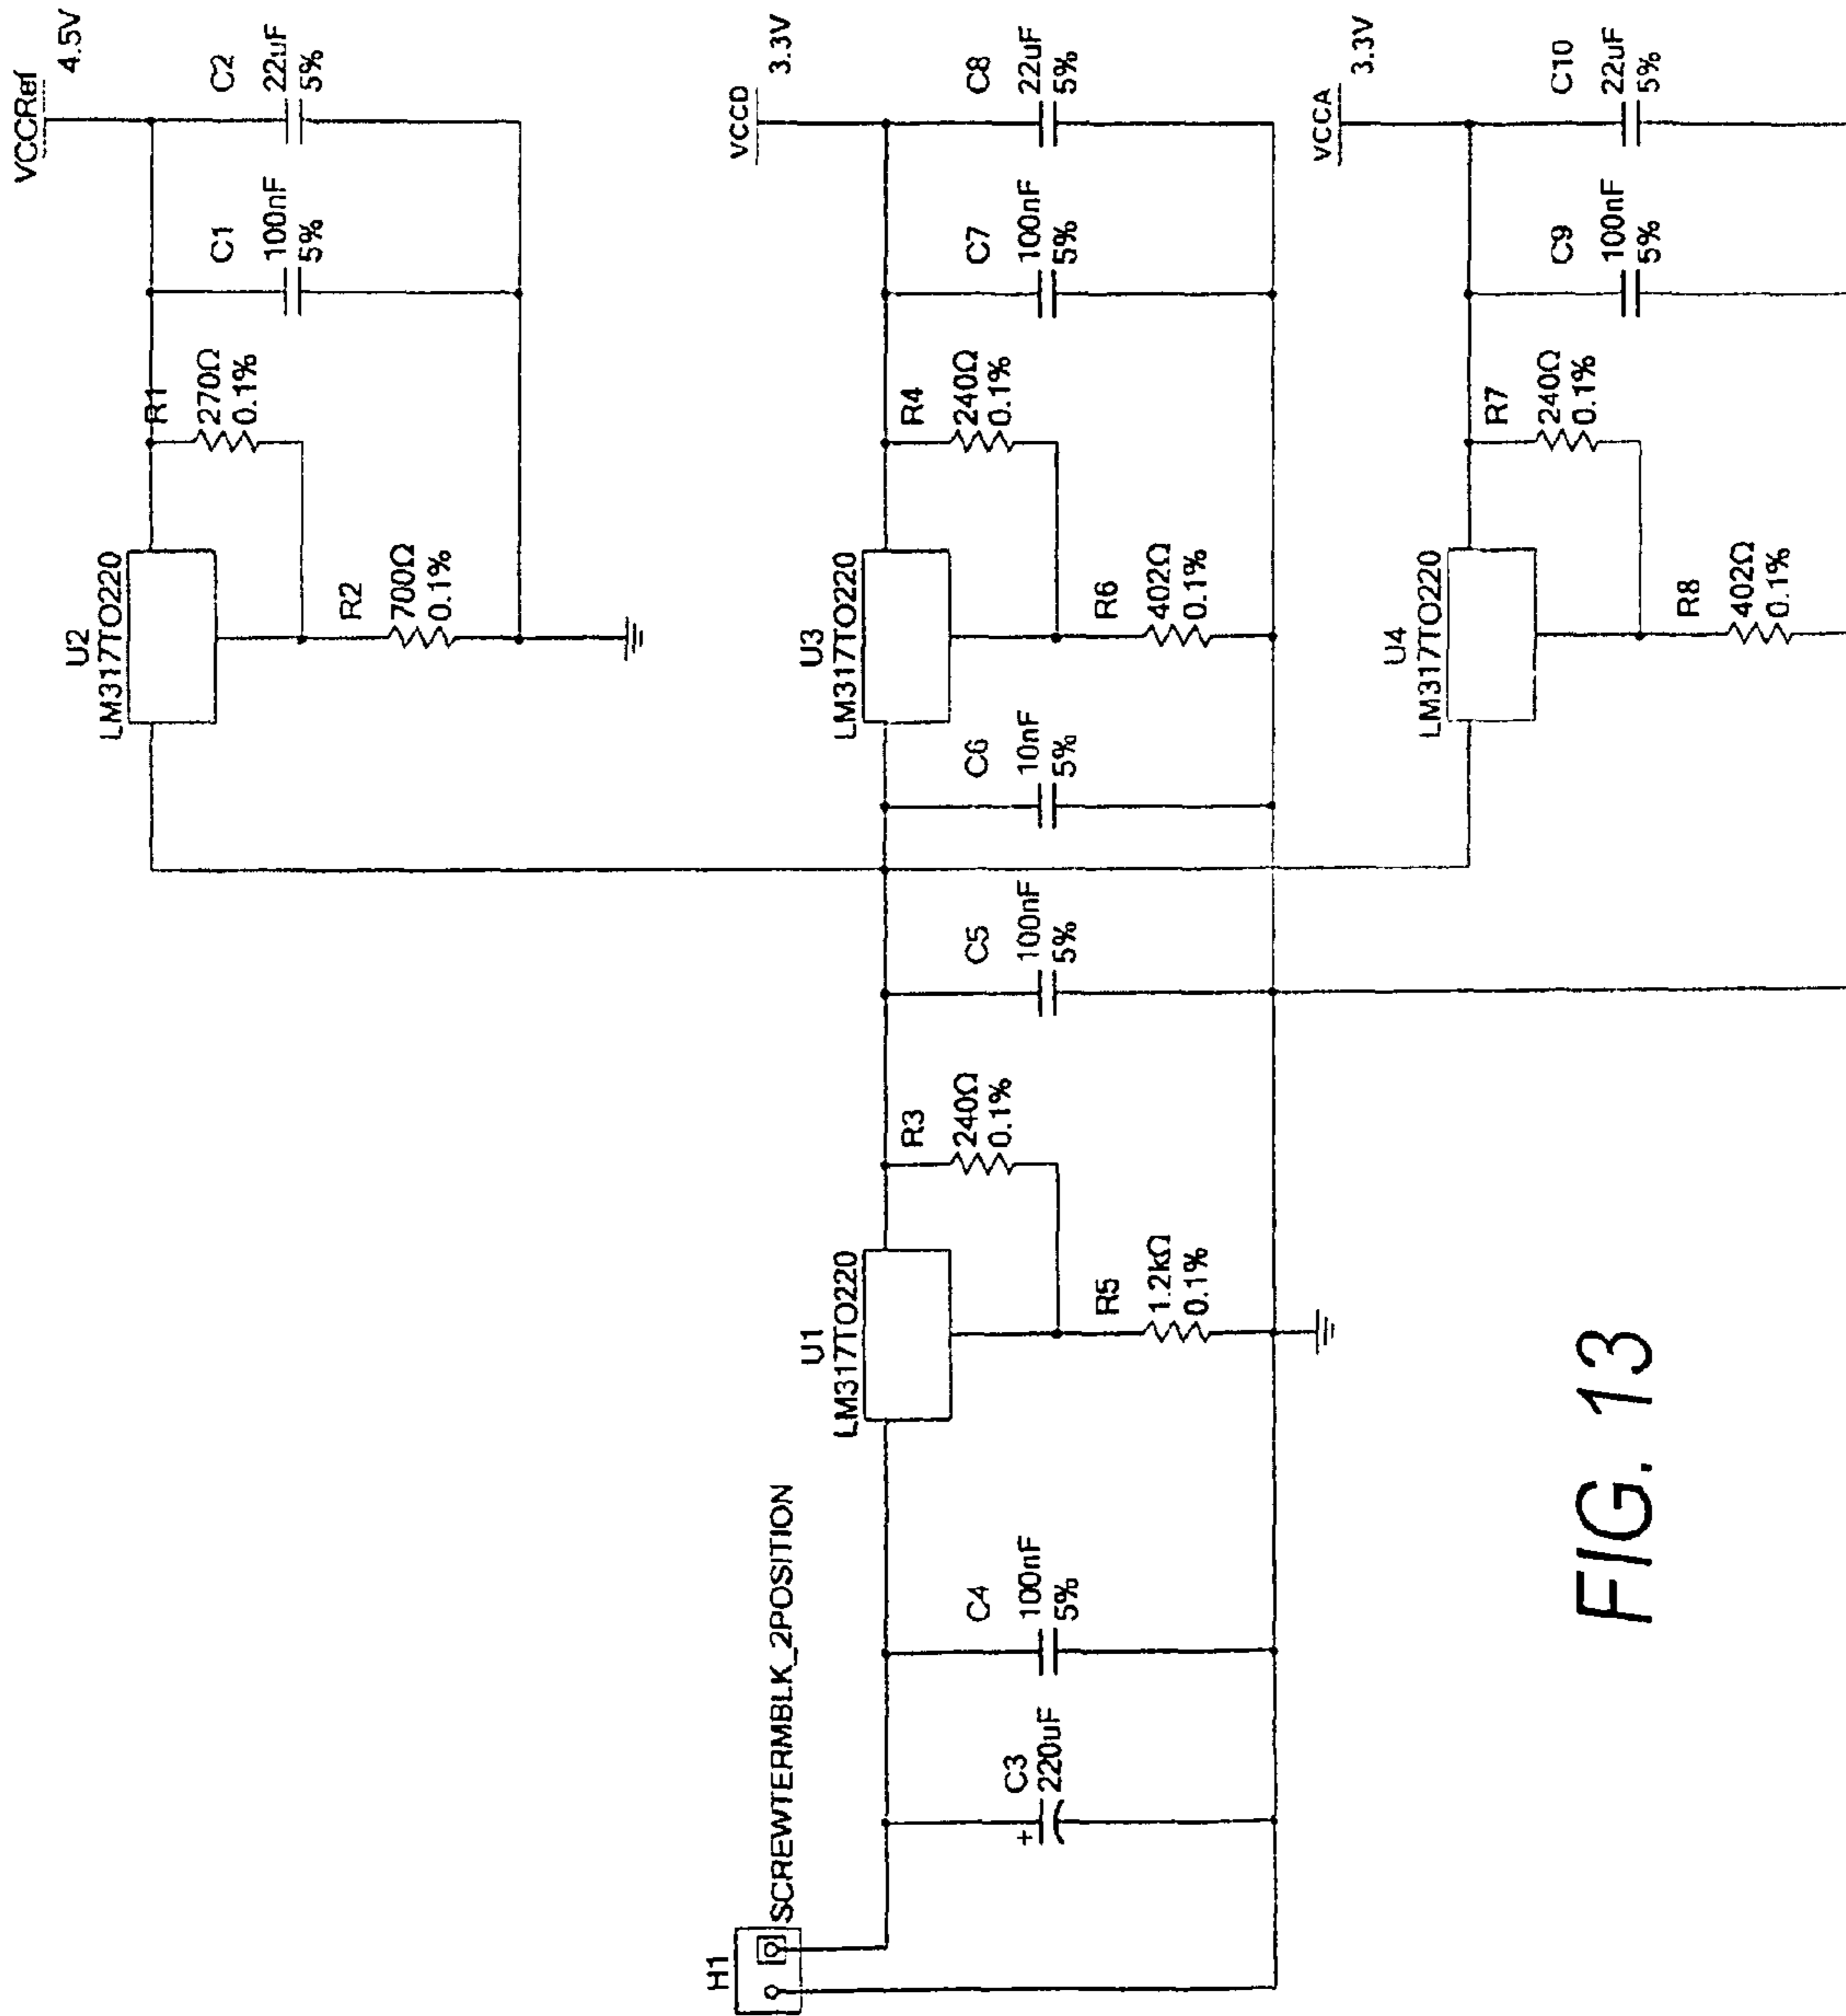 VCCRef
4.5V
U2
LM317TO220
R1
270Ω
0.1%
C1
100nF
5%
C2
22uF
5%
R2
700Ω
0.1%
H1
SCREWTERMBLK_2POSITION
C3
220uF
+
C4
100nF
5%
U1
LM317TO220
R3
240Ω
0.1%
R5
1.2kΩ
0.1%
C5
100nF
5%
C6
10nF
5%
U3
LM317TO220
R4
240Ω
0.1%
R6
402Ω
0.1%
C7
100nF
5%
C8
22uF
5%
VCCD
3.3V
U4
LM317TO220
R7
240Ω
0.1%
R8
402Ω
0.1%
C9
100nF
5%
C10
22uF
5%
VCCA
3.3V
FIG. 13